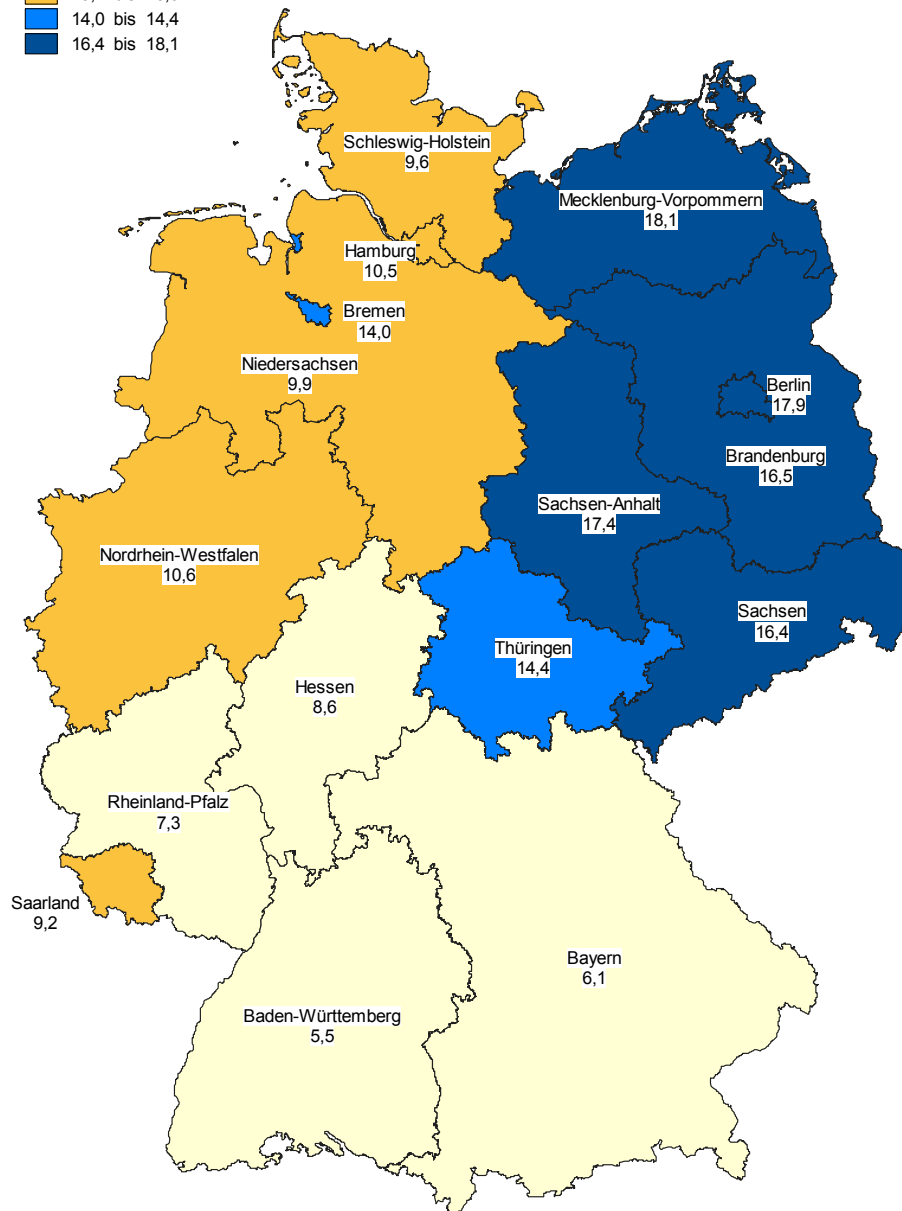 14,0 bis 14,4
16,4 bis 18,1
Schleswig-Holstein
9,6
Mecklenburg-Vorpommern
18,1
Hamburg
10,5
Bremen
14,0
Niedersachsen
9,9
Berlin
17,9
Brandenburg
16,5
Sachsen-Anhalt
17,4
Nordrhein-Westfalen
10,6
Sachsen
16,4
Thüringen
14,4
Hessen
8,6
Rheinland-Pfalz
7,3
Saarland
9,2
Bayern
6,1
Baden-Württemberg
5,5